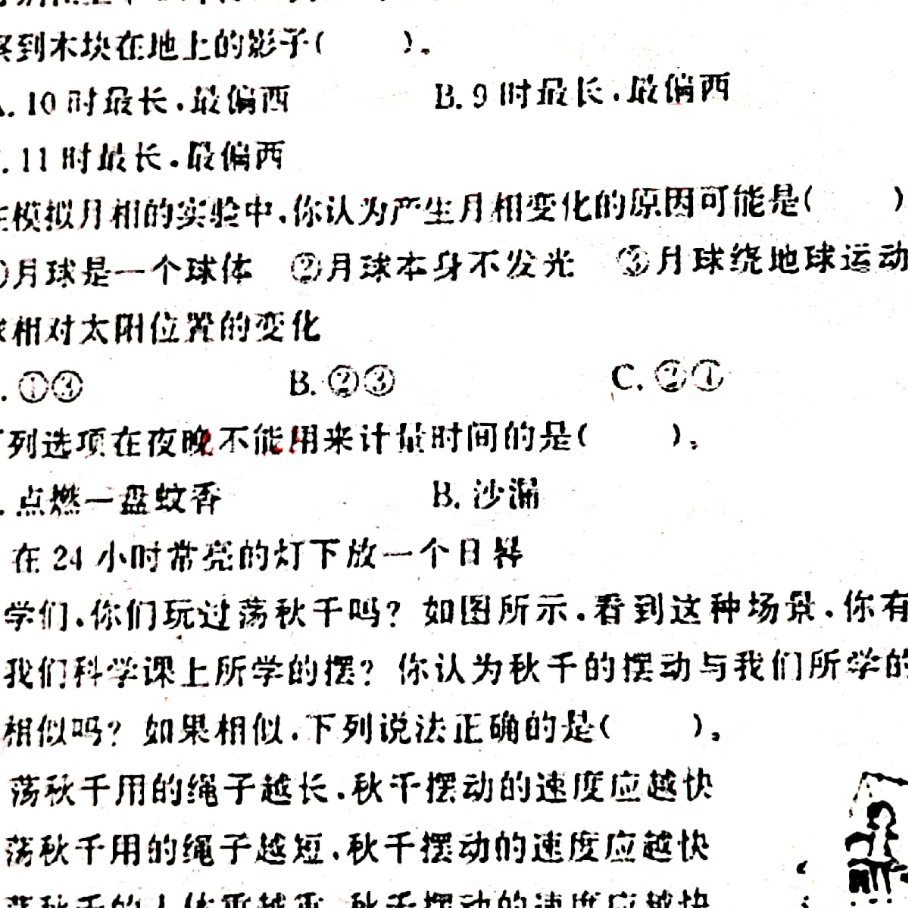 到木块在地上的影子(　　)。
. 10 时最长，最偏西　　B. 9 时最长，最偏西
. 11 时最长，最偏西
模拟月相的实验中，你认为产生月相变化的原因可能是(　　)
月球是一个球体　②月球本身不发光　③月球绕地球运动
相对太阳位置的变化
. ①③　　B. ②③　　C. ②④
列选项在夜晚不能用来计量时间的是(　　)。
. 点燃一盘蚊香　　B. 沙漏
在 24 小时常亮的灯下放一个日晷
学们，你们玩过荡秋千吗？如图所示，看到这种场景，你有
我们科学课上所学的摆？你认为秋千的摆动与我们所学的
相似吗？如果相似，下列说法正确的是(　　)。
荡秋千用的绳子越长，秋千摆动的速度应越快
荡秋千用的绳子越短，秋千摆动的速度应越快